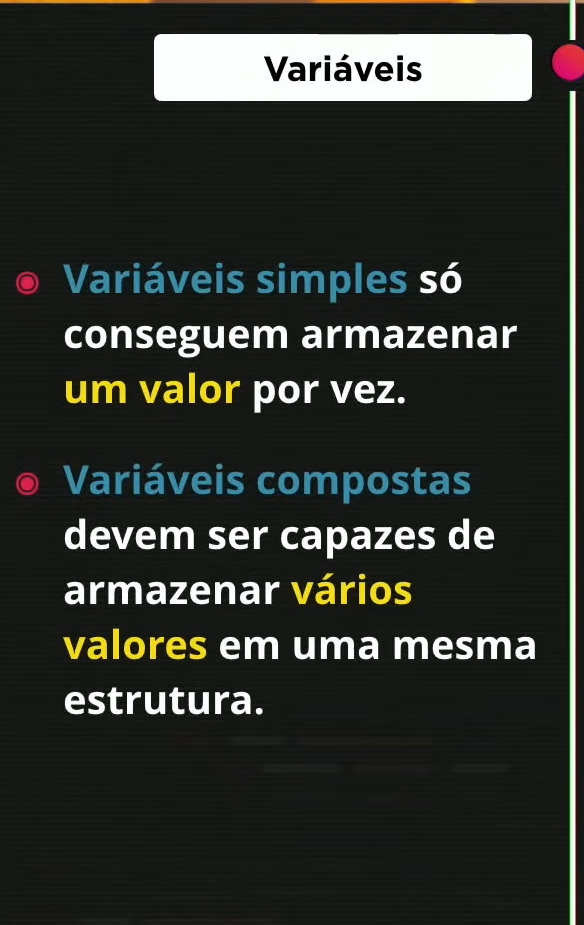 Variáveis
Variáveis simples só
conseguem armazenar
um valor por vez.
Variáveis compostas
devem ser capazes de
armazenar vários
valores em uma mesma
estrutura.